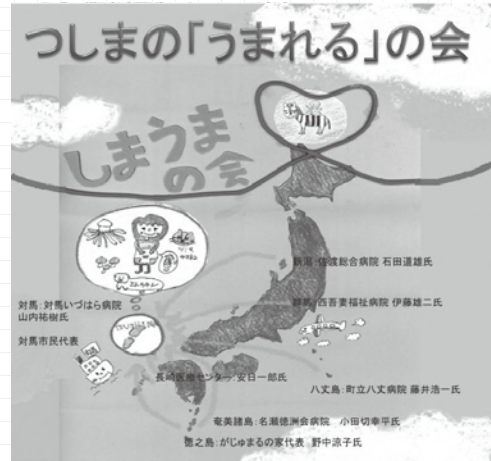 つしまの「うまれる」の会
しまうま
の会
新潟：佐渡総合病院 石田道雄氏
群馬：西吾妻福祉病院 伊藤雄二氏
対馬：対馬いづはら病院
山内祐樹氏
対馬市民代表
長崎医療センター：安日一郎氏
八丈島：町立八丈病院 藤井浩一氏
奄美諸島：名瀬徳洲会病院　小田切幸平氏
徳之島：がじゅまるの家代表　野中涼子氏